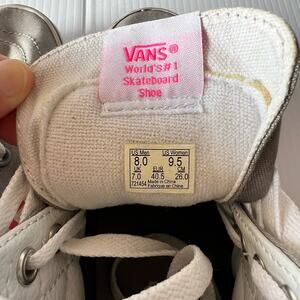 VANS®
World's #1
Skateboard
Shoe
US Men US Women
8.0 9.5
UK EUR CM
7.0 40.5 26.0
721454 Made in China
Fabriqué en Chine